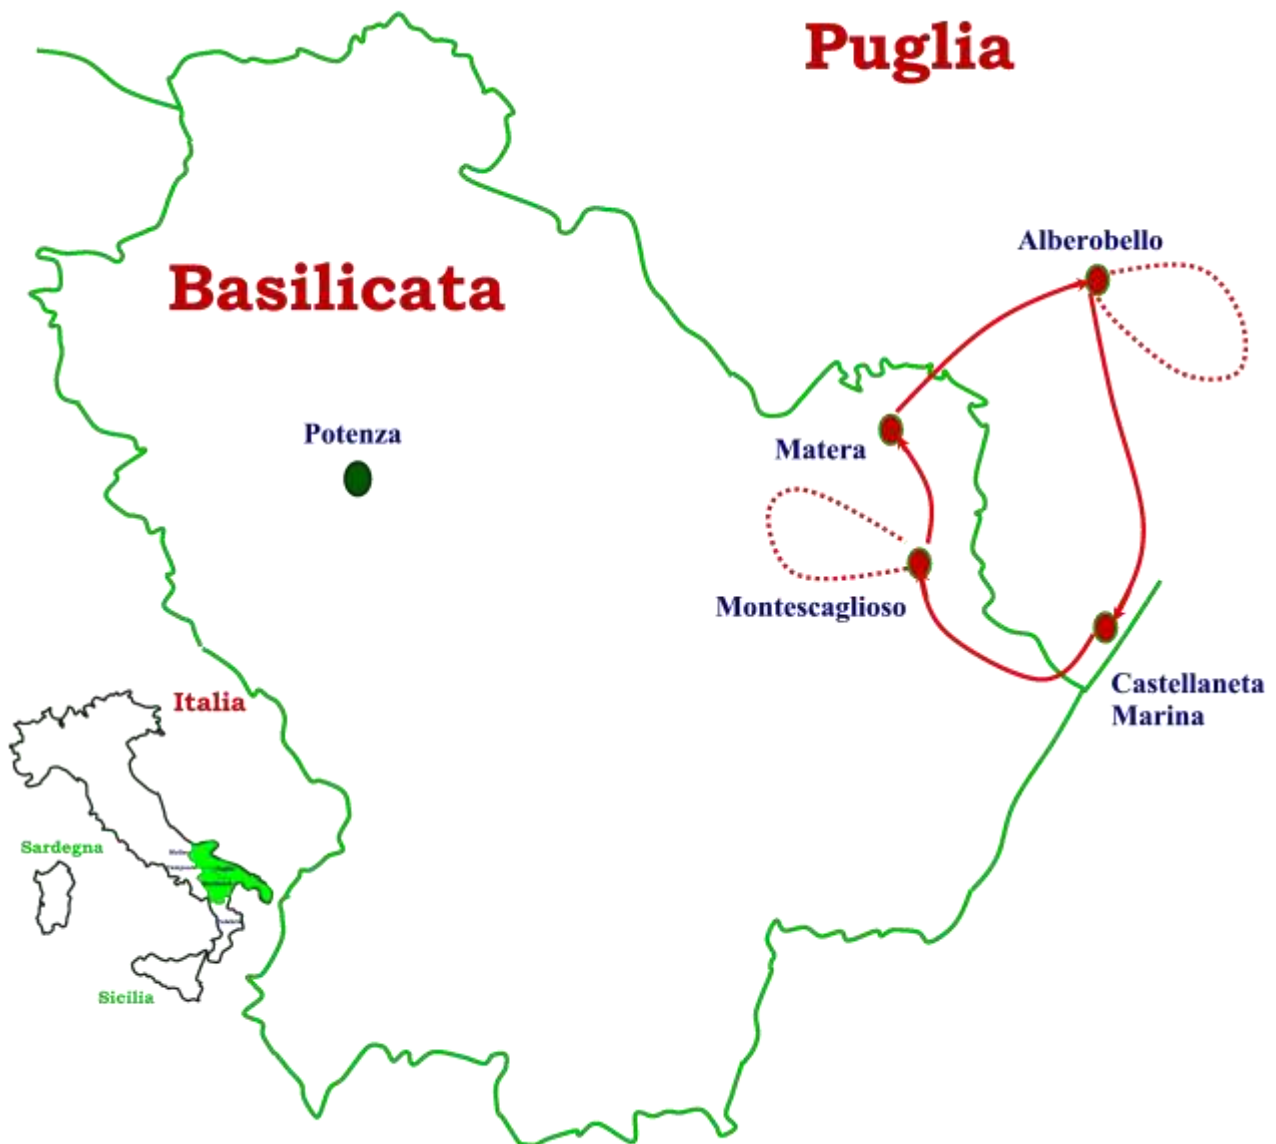 Puglia
Alberobello
Basilicata
Potenza
Matera
Montescaglioso
Castellaneta
Marina
Italia
Sardegna
Sicilia